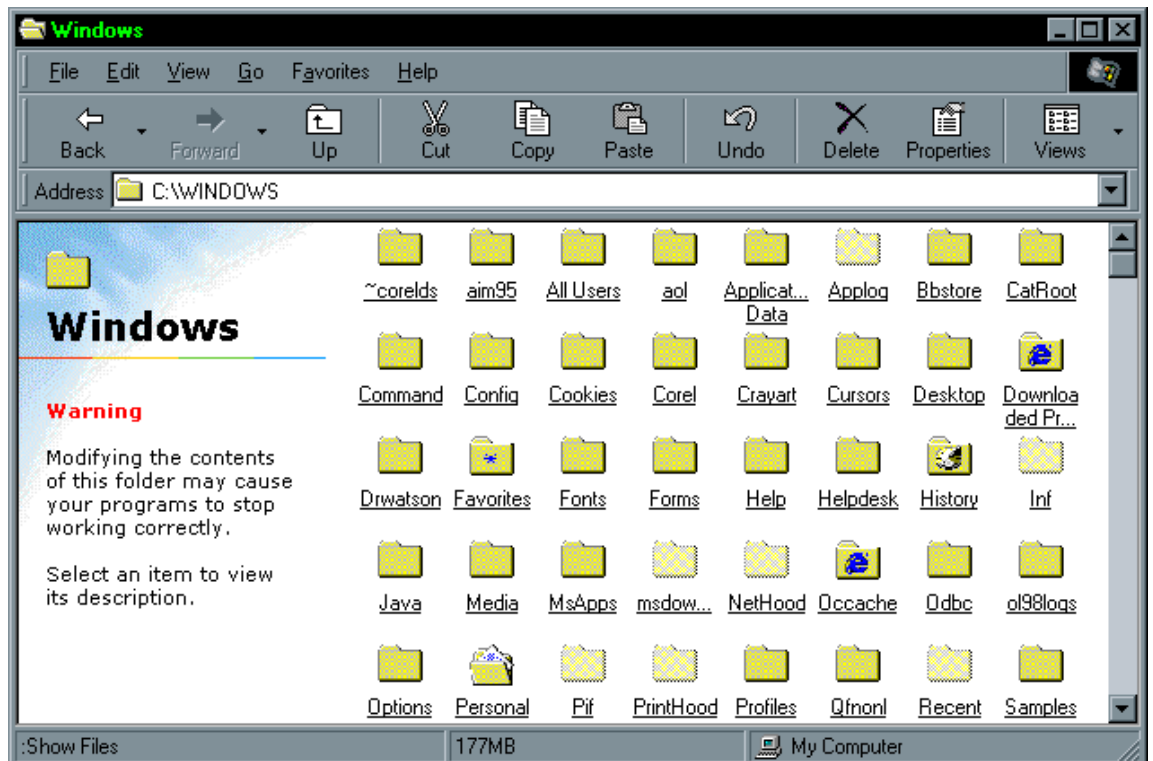 Windows
File Edit View Go Favorites Help
Back Forward Up Cut Copy Paste Undo Delete Properties Views
Address C:\WINDOWS
Windows
Warning
Modifying the contents
of this folder may cause
your programs to stop
working correctly.
Select an item to view
its description.
~corelds aim95 All Users aol Applicat... Applog Bbstore CatRoot
Data
Command Config Cookies Corel Crayart Cursors Desktop Downloa
ded Pr...
Drwatson Favorites Fonts Forms Help Helpdesk History Inf
Java Media MsApps msdow... NetHood Occache Odbc ol98logs
Options Personal Pif PrintHood Profiles Qfnonl Recent Samples
:Show Files 177MB My Computer